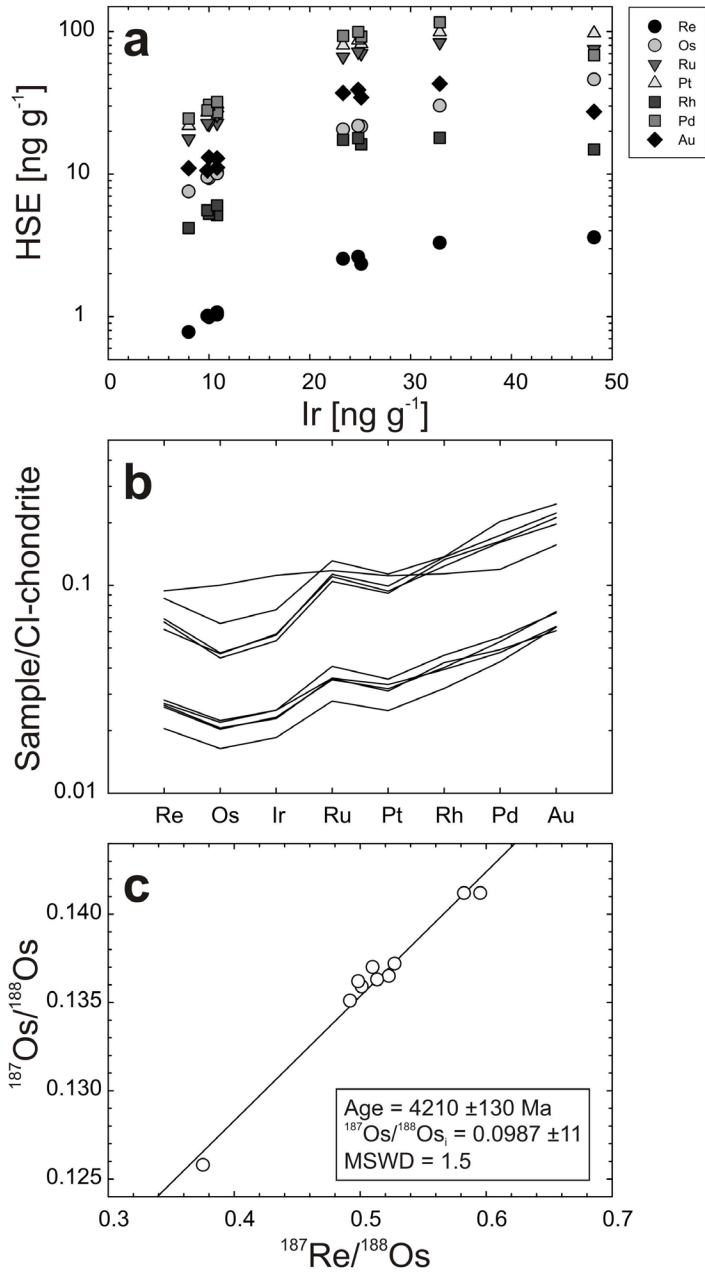 a
HSE [ng g⁻¹]
100
10
1
0 10 20 30 40 50
Ir [ng g⁻¹]
Re
Os
Ru
Pt
Rh
Pd
Au
b
Sample/CI-chondrite
0.1
0.01
Re Os Ir Ru Pt Rh Pd Au
c
¹⁸⁷Os/¹⁸⁸Os
0.140
0.135
0.130
0.125
Age = 4210 ±130 Ma
¹⁸⁷Os/¹⁸⁸Osᵢ = 0.0987 ±11
MSWD = 1.5
0.3 0.4 0.5 0.6 0.7
¹⁸⁷Re/¹⁸⁸Os